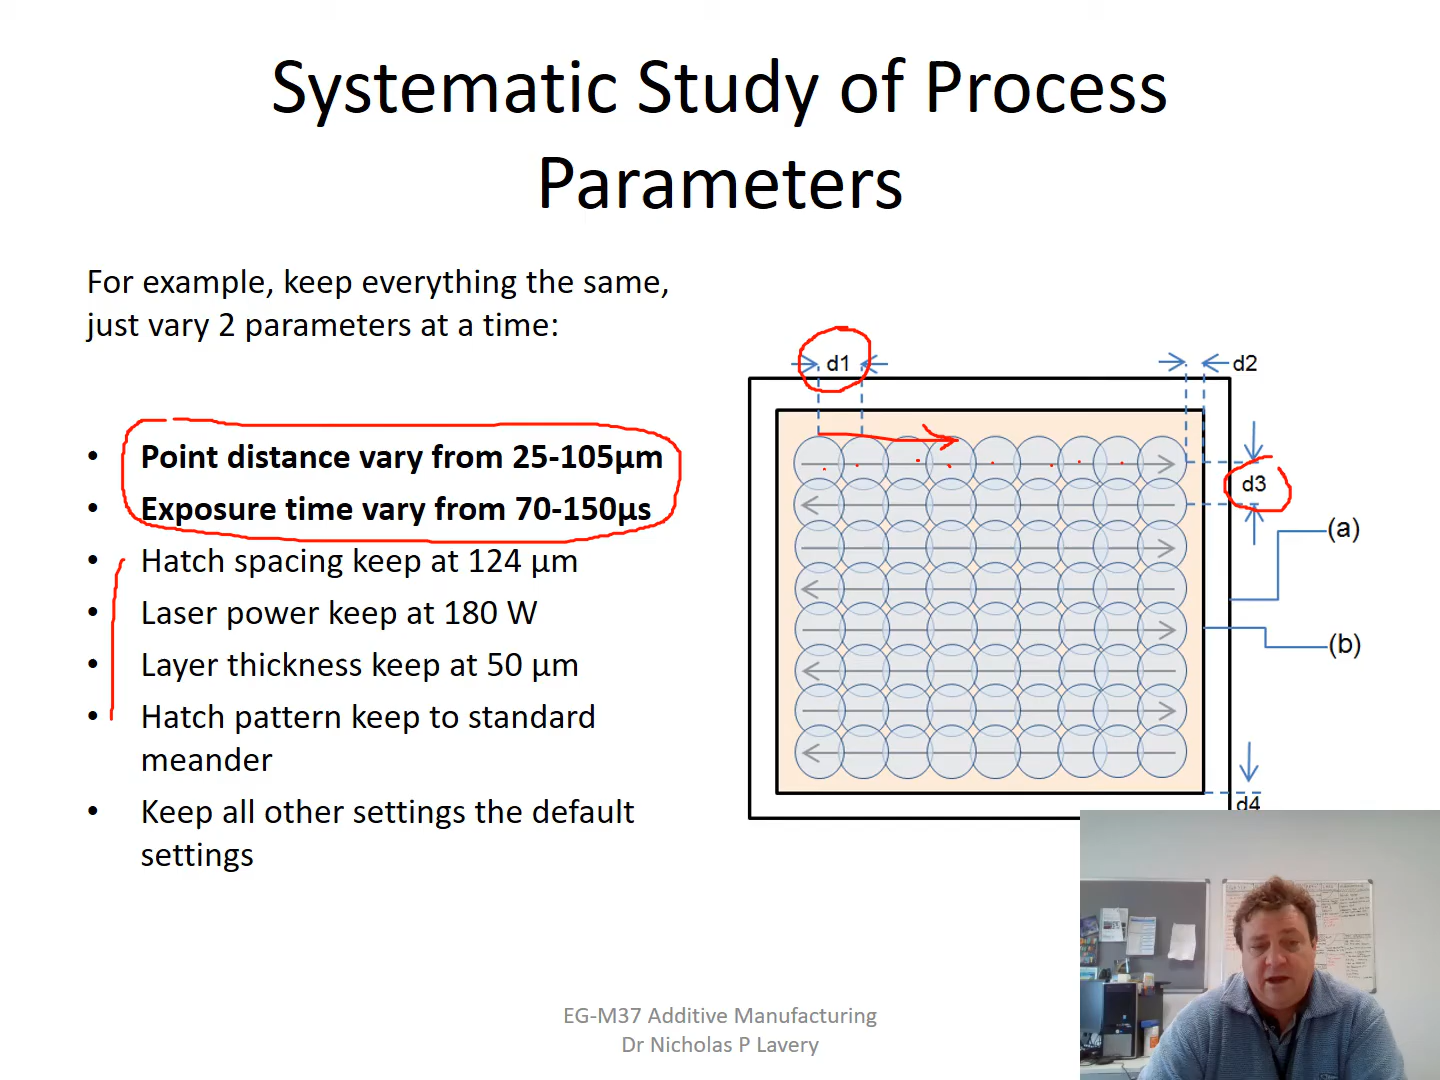 Systematic Study of Process
Parameters
For example, keep everything the same,
just vary 2 parameters at a time:
• Point distance vary from 25-105µm
• Exposure time vary from 70-150µs
• Hatch spacing keep at 124 µm
• Laser power keep at 180 W
• Layer thickness keep at 50 µm
• Hatch pattern keep to standard
meander
• Keep all other settings the default
settings
d1
d2
d3
(a)
(b)
d4
EG-M37 Additive Manufacturing
Dr Nicholas P Lavery